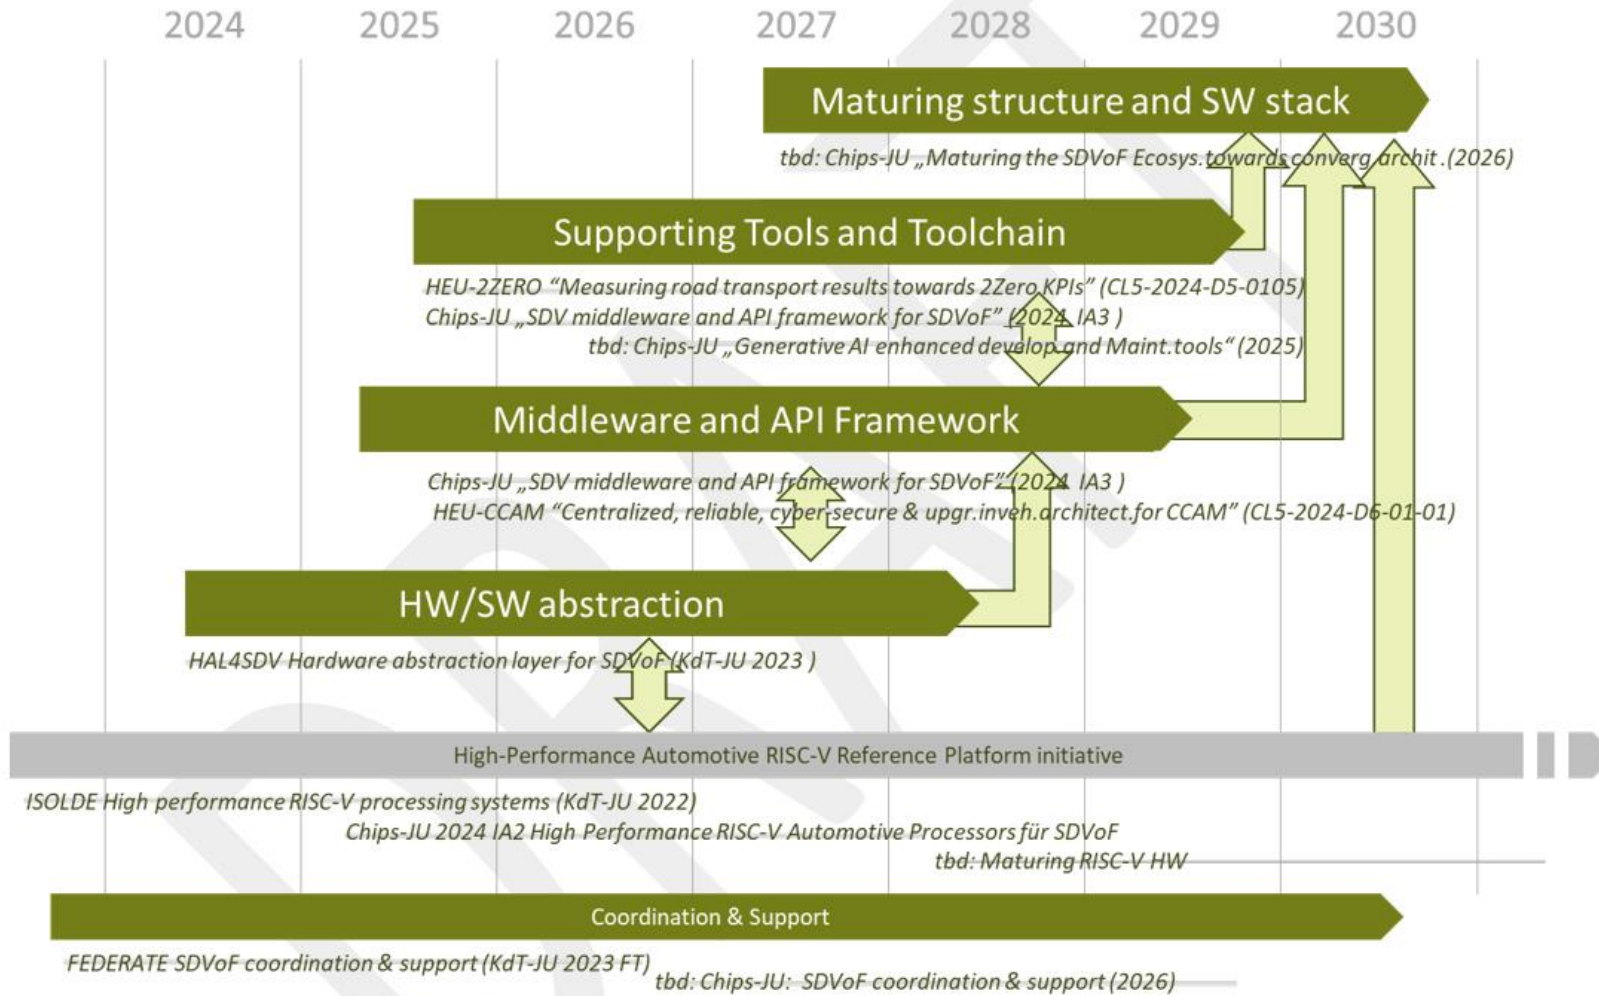 2024 2025 2026 2027 2028 2029 2030
Maturing structure and SW stack
tbd: Chips-JU „Maturing the SDVoF Ecosys.towards converg archit .(2026)
Supporting Tools and Toolchain
HEU-2ZERO “Measuring road transport results towards 2Zero KPIs” (CL5-2024-D5-0105)
Chips-JU „SDV middleware and API framework for SDVoF” (2024 IA3 )
tbd: Chips-JU „Generative AI enhanced develop.and Maint.tools“ (2025)
Middleware and API Framework
Chips-JU „SDV middleware and API framework for SDVoF” (2024 IA3 )
HEU-CCAM “Centralized, reliable, cyber-secure & upgr.inveh.architect.for CCAM” (CL5-2024-D6-01-01)
HW/SW abstraction
HAL4SDV Hardware abstraction layer for SDVoF (KdT-JU 2023 )
High-Performance Automotive RISC-V Reference Platform initiative
ISOLDE High performance RISC-V processing systems (KdT-JU 2022)
Chips-JU 2024 IA2 High Performance RISC-V Automotive Processors für SDVoF
tbd: Maturing RISC-V HW
Coordination & Support
FEDERATE SDVoF coordination & support (KdT-JU 2023 FT)
tbd: Chips-JU: SDVoF coordination & support (2026)
DRAFT